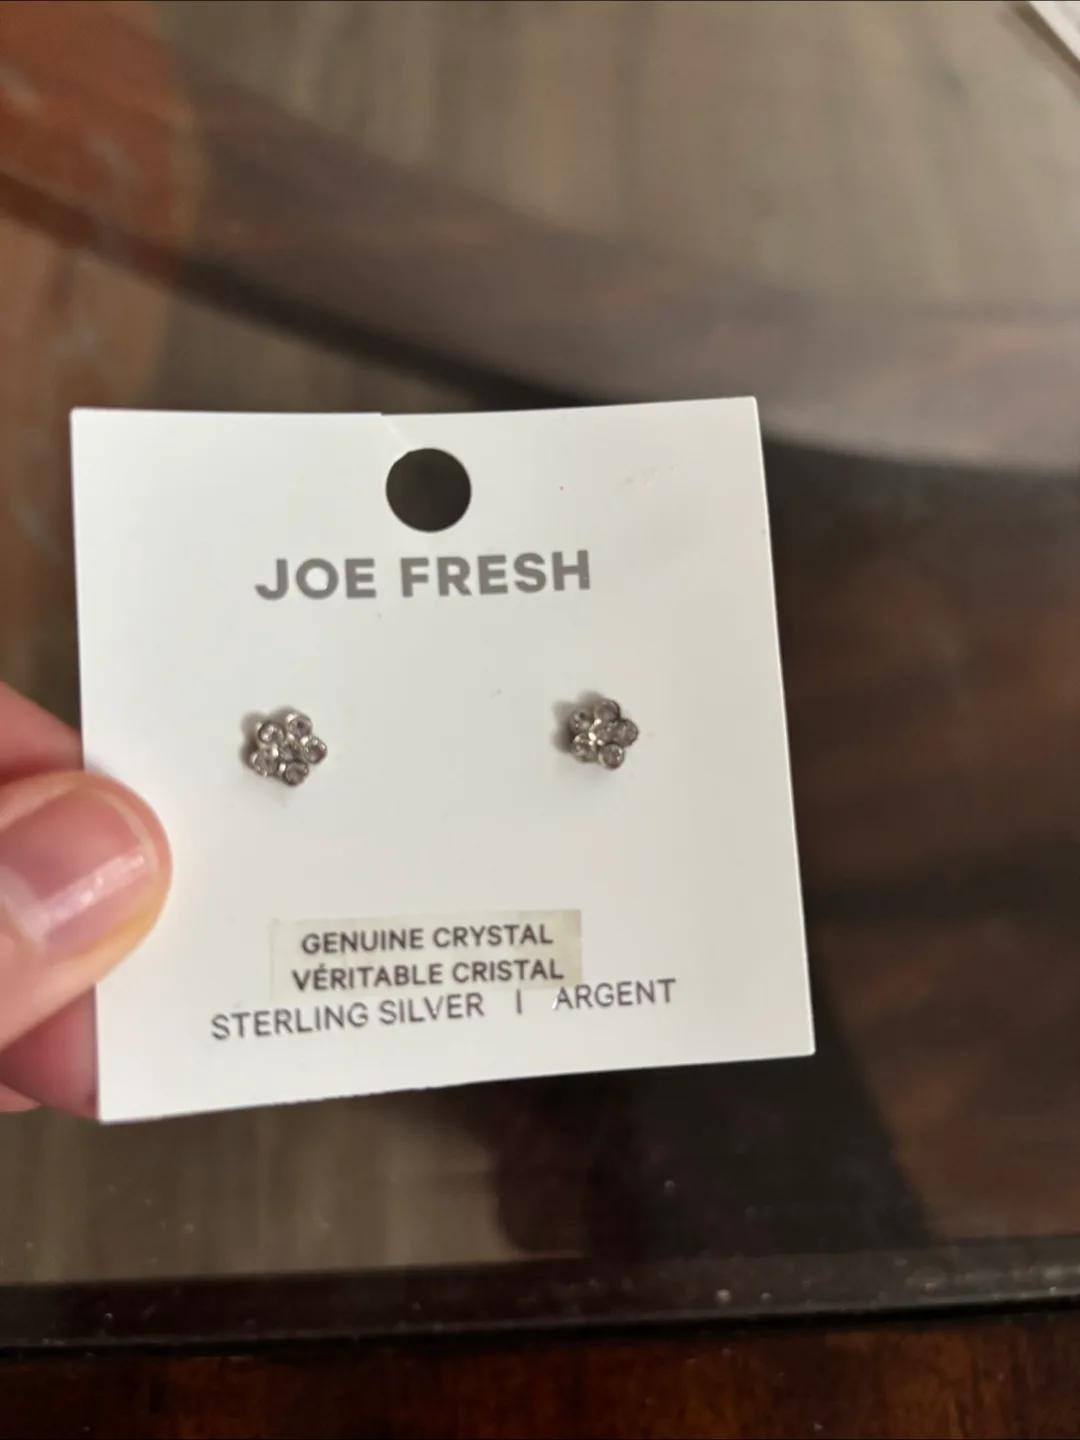 JOE FRESH
GENUINE CRYSTAL
VÉRITABLE CRISTAL
STERLING SILVER | ARGENT